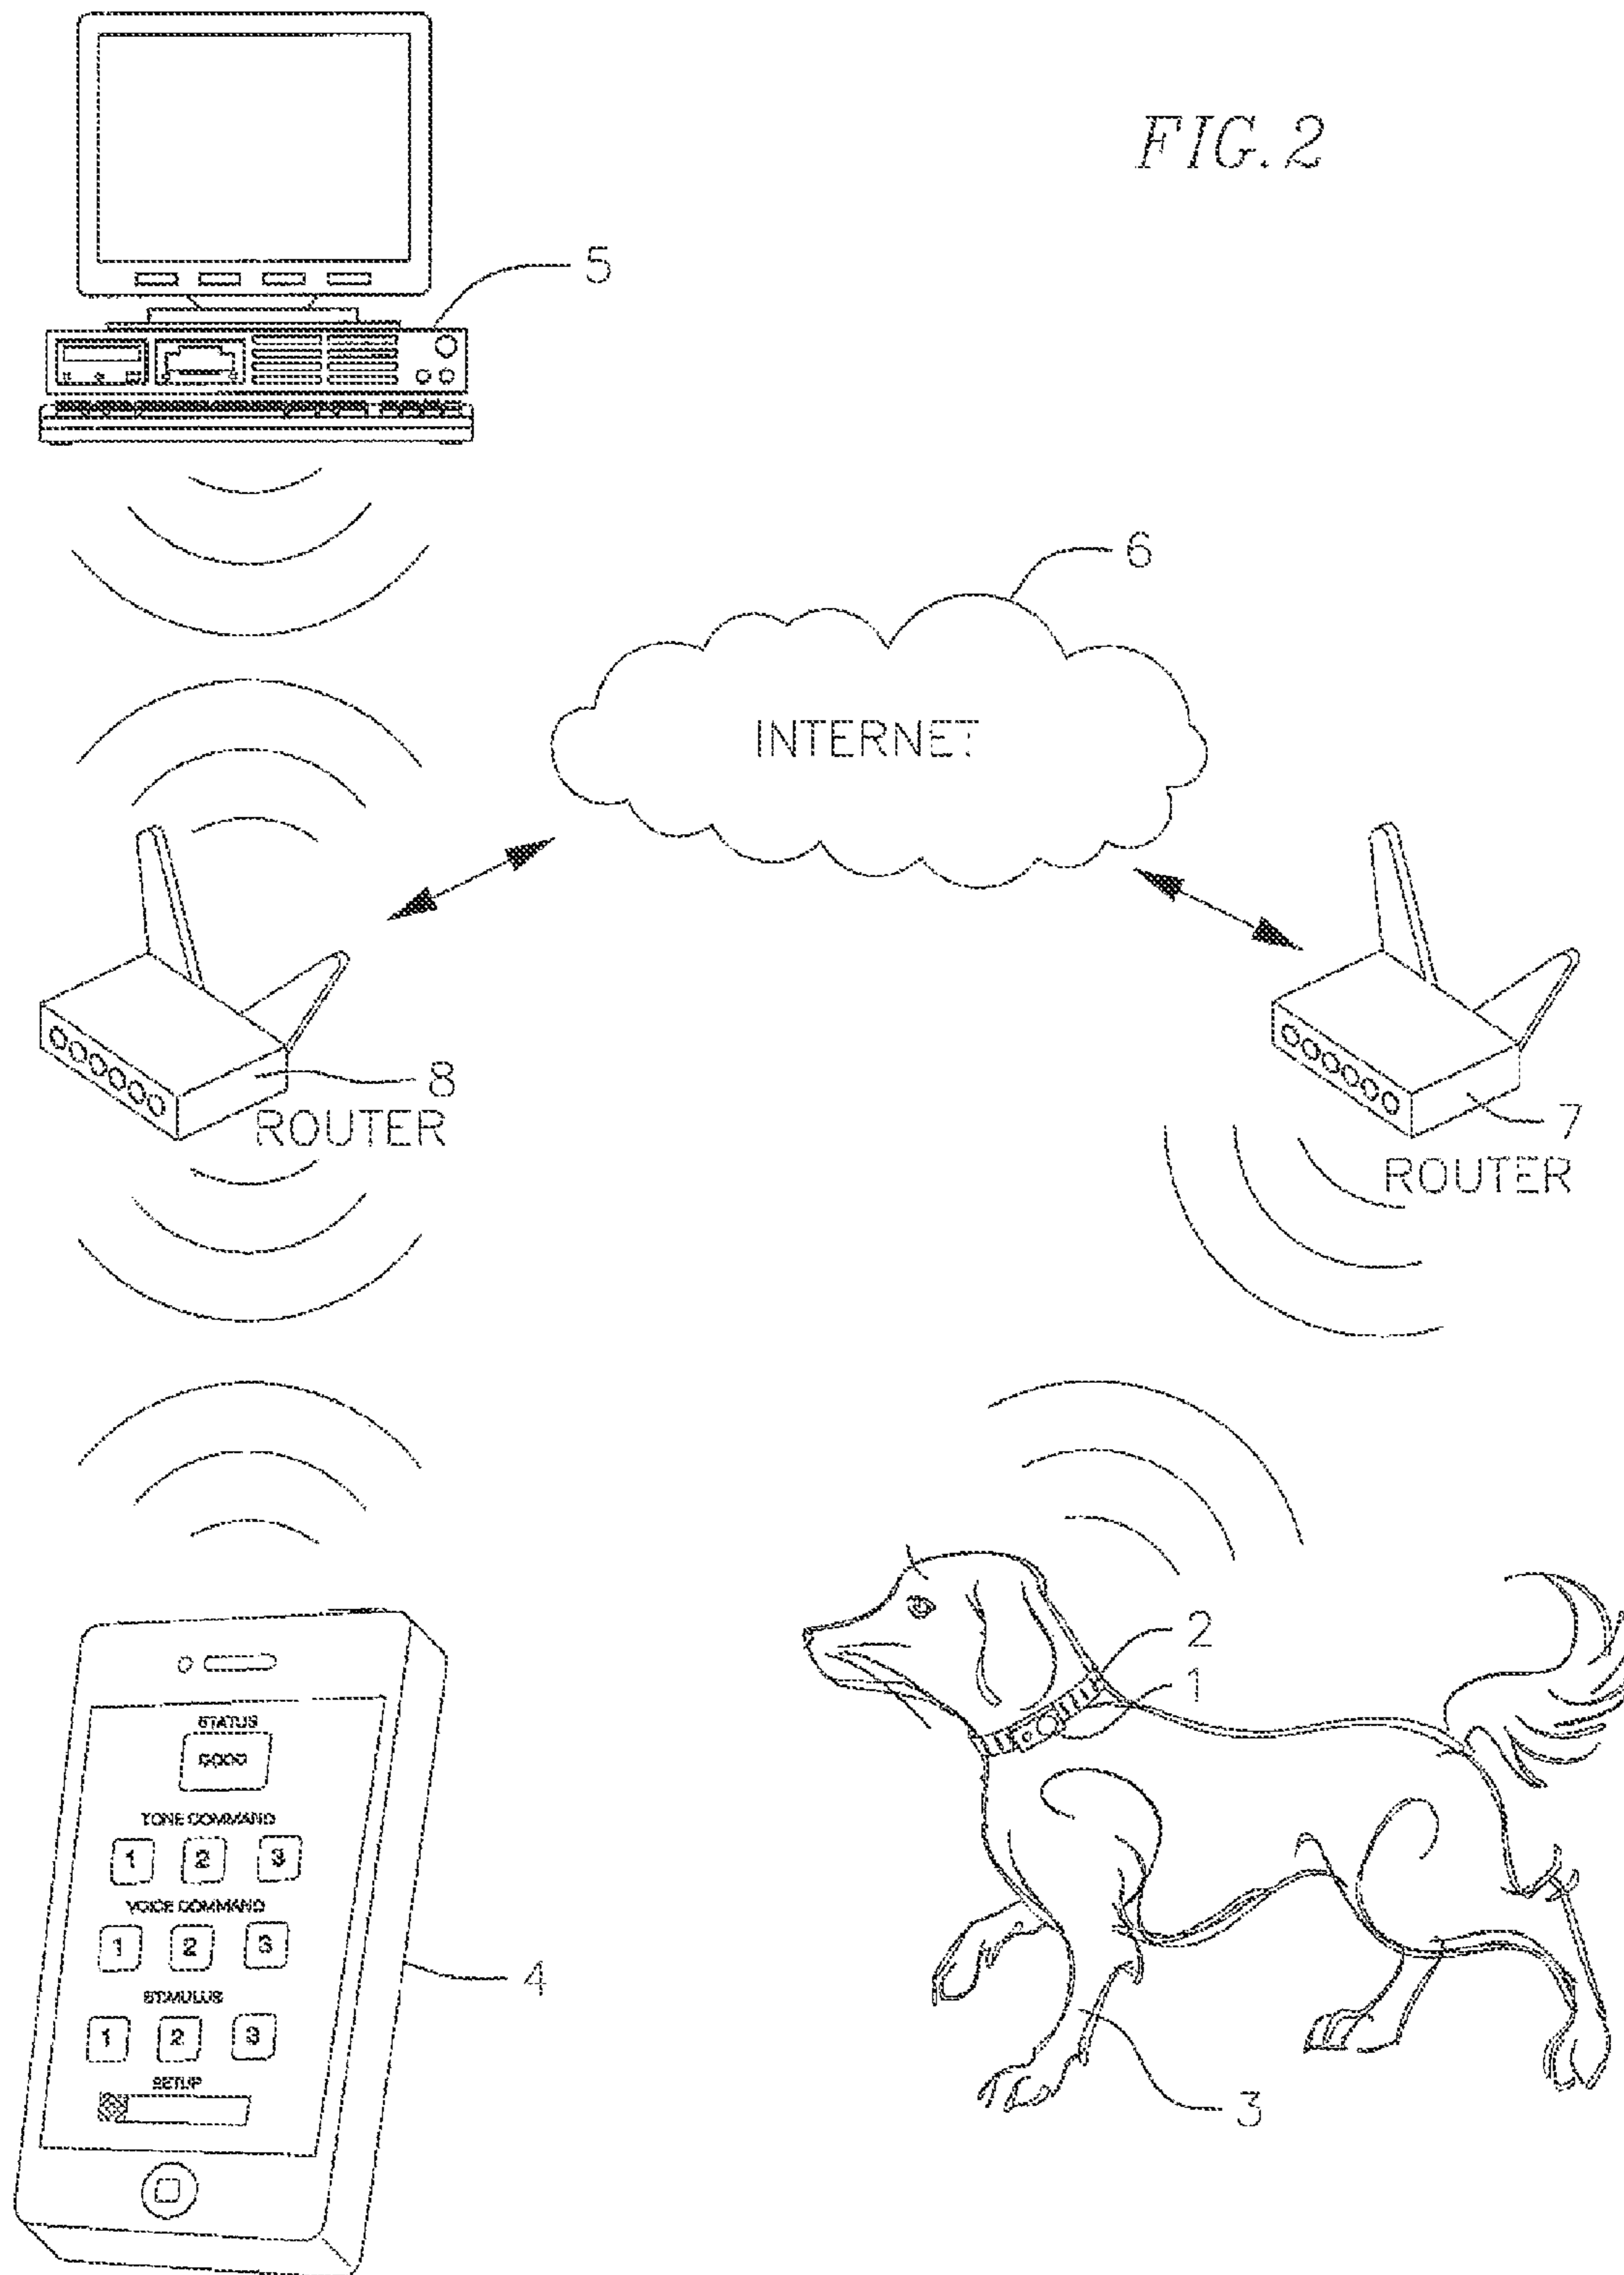 FIG. 2
5
6
INTERNET
8
ROUTER
7
ROUTER
2
1
STATUS
GOOD
TONE COMMAND
1 2 3
VOICE COMMAND
1 2 3
4
STIMULUS
1 2 3
SETUP
3